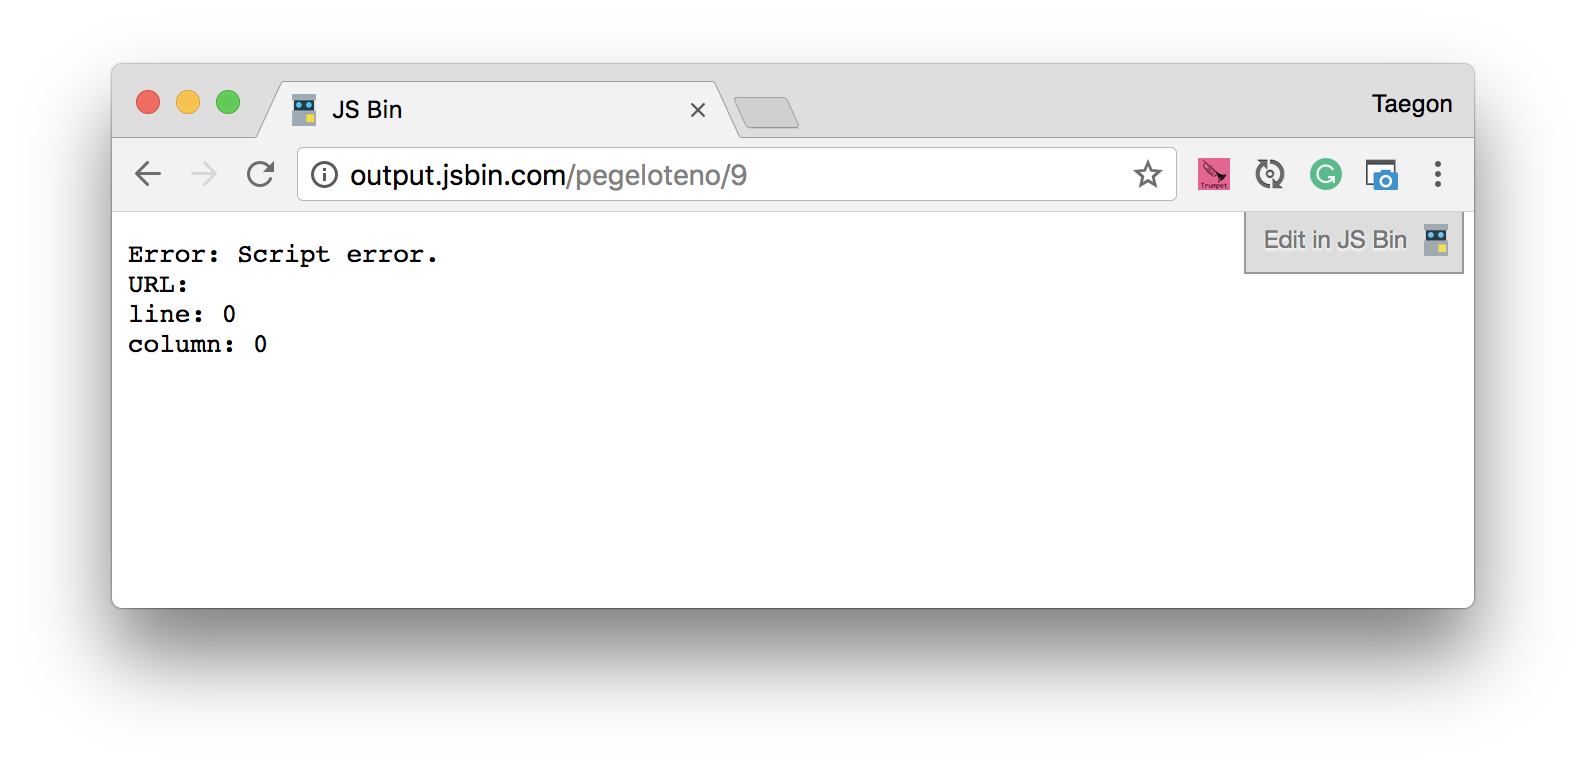 JS Bin
Taegon
output.jsbin.com/pegeloteno/9
Trumpet
Edit in JS Bin
Error: Script error.
URL:
line: 0
column: 0